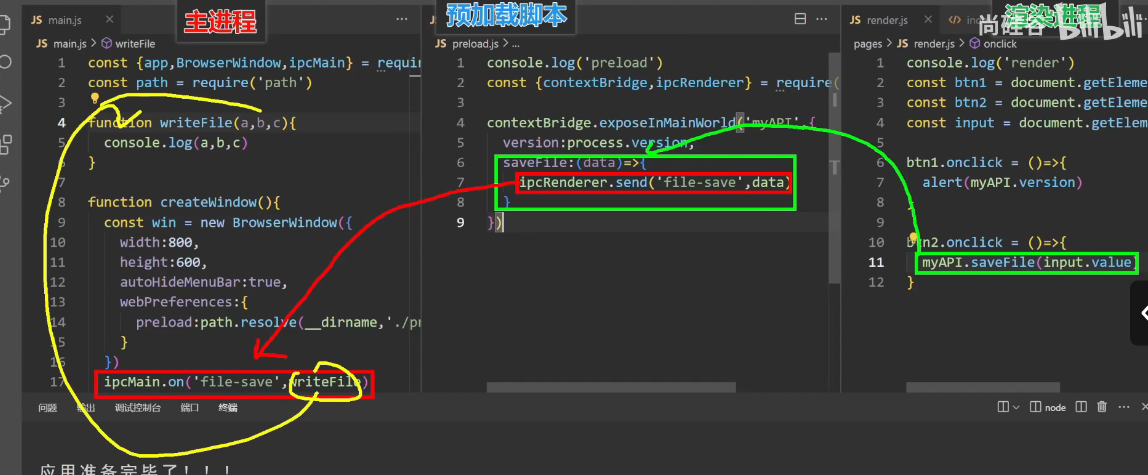 main.js
主进程
预加载脚本
render.js
渲染进程
尚硅谷
bilibili
main.js > writeFile
preload.js > ...
pages > render.js > onclick
1 const {app,BrowserWindow,ipcMain} = requi
2 const path = require('path')
3
4 function writeFile(a,b,c){
5 console.log(a,b,c)
6 }
7
8 function createWindow(){
9 const win = new BrowserWindow({
10 width:800,
11 height:600,
12 autoHideMenuBar:true,
13 webPreferences:{
14 preload:path.resolve(__dirname,'./pr
15 }
16 })
17 ipcMain.on('file-save',writeFile)
1 console.log('preload')
2 const {contextBridge,ipcRenderer} = require(
3
4 contextBridge.exposeInMainWorld('myAPI',{
5 version:process.version,
6 saveFile:(data)=>{
7 ipcRenderer.send('file-save',data)
8 }
9 })
1 console.log('render')
2 const btn1 = document.getEleme
3 const btn2 = document.getEleme
4 const input = document.getElem
5
6 btn1.onclick = ()=>{
7 alert(myAPI.version)
8 }
9
10 btn2.onclick = ()=>{
11 myAPI.saveFile(input.value)
12 }
问题 输出 调试控制台 端口 终端
node
应用准备完毕了！！！